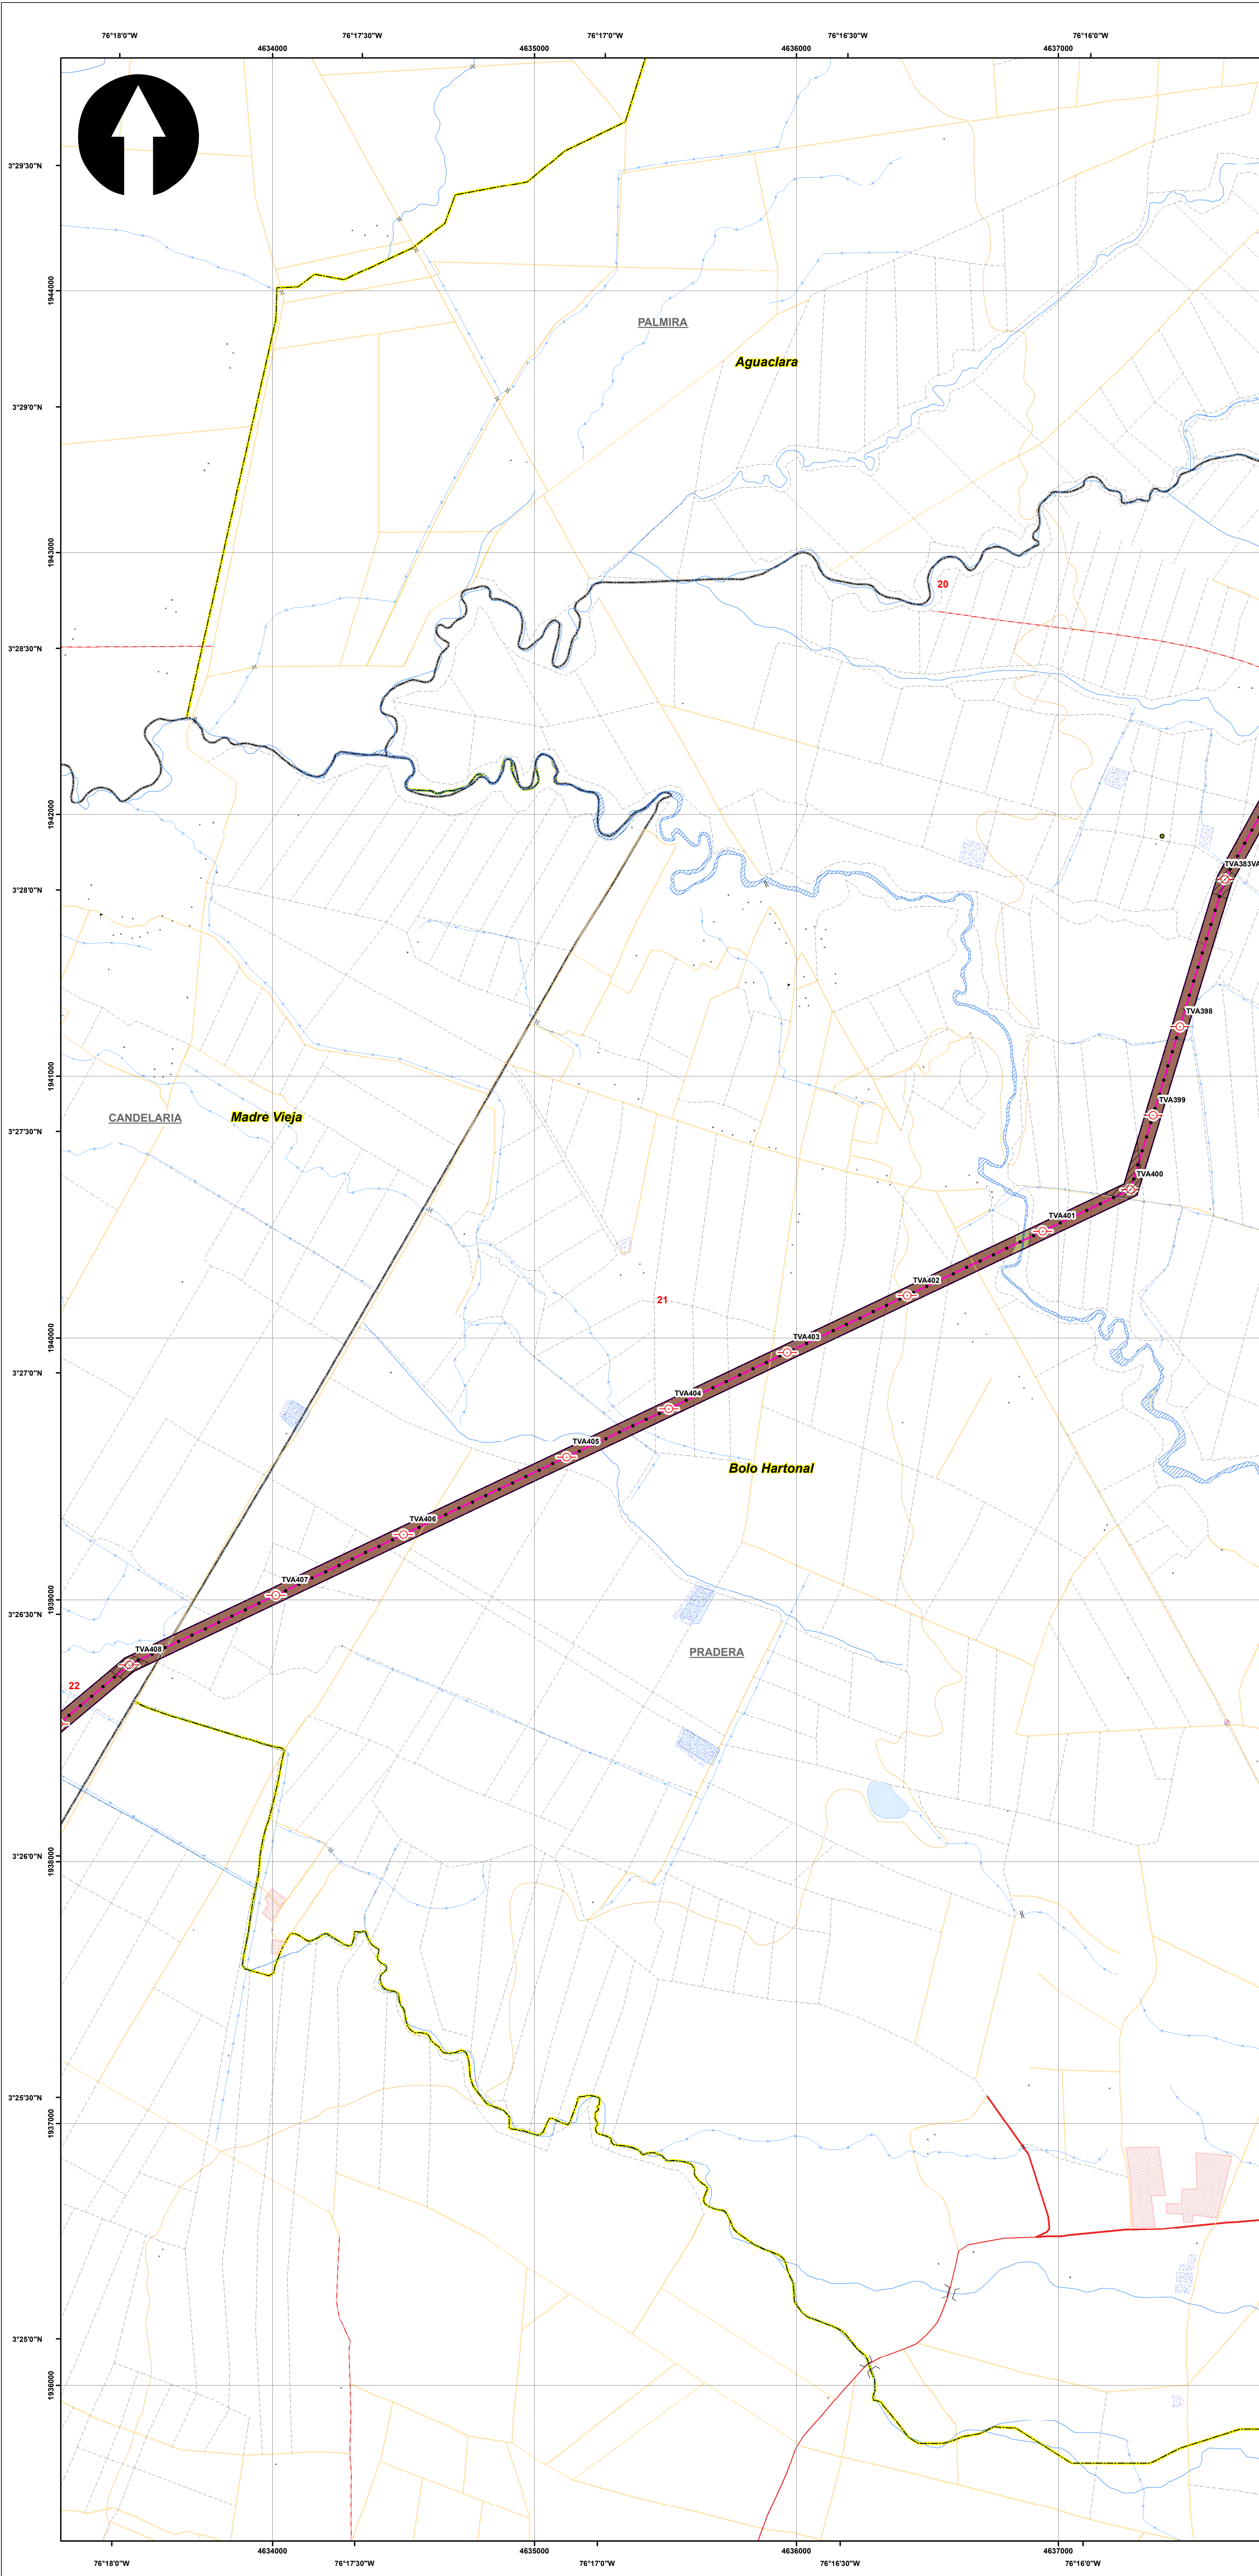 76°18'0"W
76°17'30"W
76°17'0"W
76°16'30"W
76°16'0"W
4634000
4635000
4636000
4637000
3°29'30"N
1944000
PALMIRA
Aguaclara
3°29'0"N
1943000
20
3°28'30"N
1942000
TVA383VA
3°28'0"N
TVA398
1941000
TVA399
CANDELARIA
Madre Vieja
3°27'30"N
TVA400
TVA401
TVA402
21
1940000
TVA403
3°27'0"N
TVA404
TVA405
Bolo Hartonal
TVA406
TVA407
1939000
3°26'30"N
TVA408
PRADERA
22
3°26'0"N
1938000
3°25'30"N
1937000
3°25'0"N
1936000
4634000
4635000
4636000
4637000
76°18'0"W
76°17'30"W
76°17'0"W
76°16'30"W
76°16'0"W